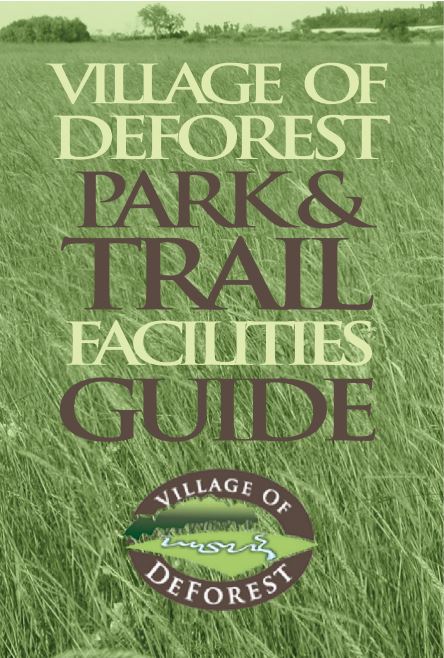 VILLAGE OF
DEFOREST
PARK &
TRAIL
FACILITIES
GUIDE
VILLAGE OF
DEFOREST